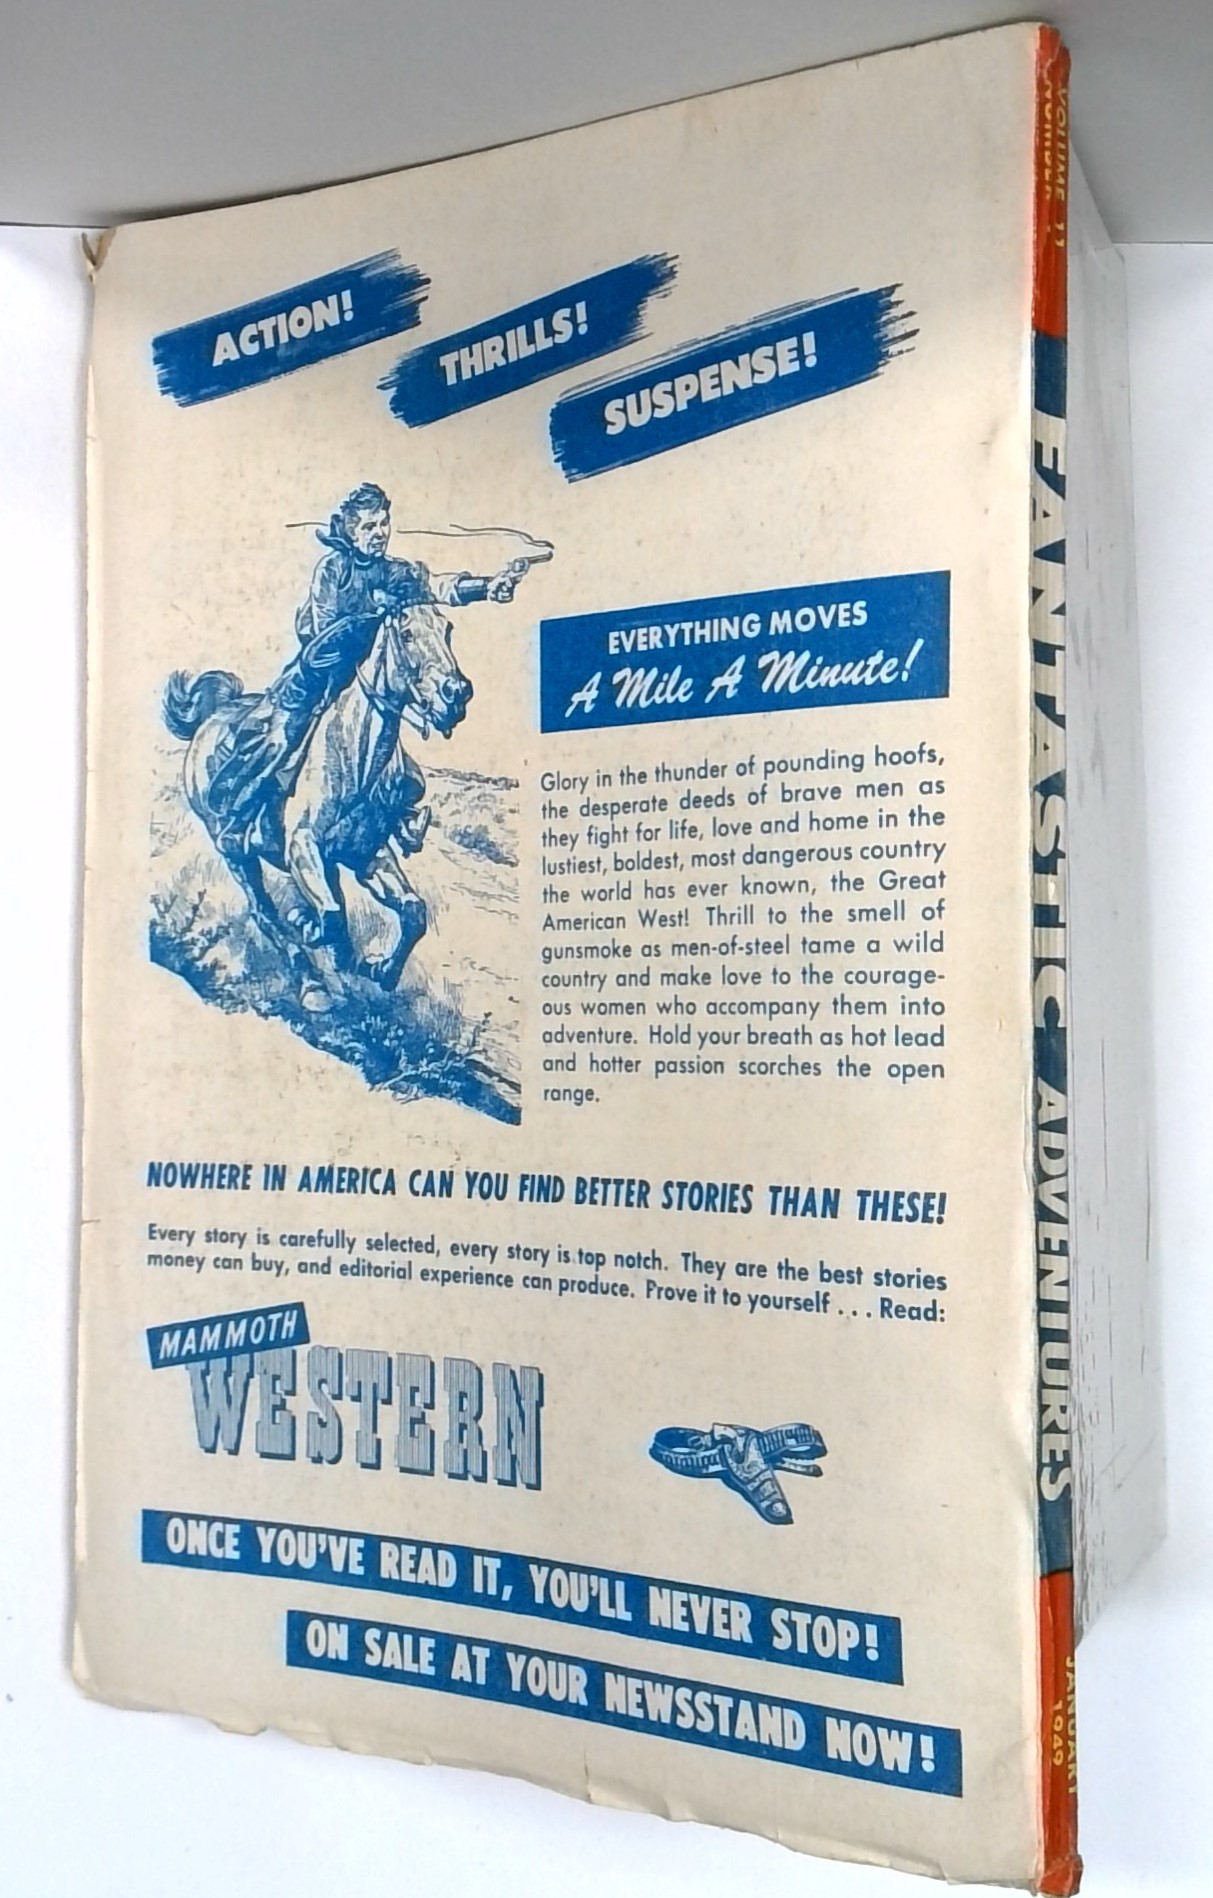 ACTION!
THRILLS!
SUSPENSE!
EVERYTHING MOVES
A Mile A Minute!
Glory in the thunder of pounding hoofs,
the desperate deeds of brave men as
they fight for life, love and home in the
lustiest, boldest, most dangerous country
the world has ever known, the Great
American West! Thrill to the smell of
gunsmoke as men-of-steel tame a wild
country and make love to the courage-
ous women who accompany them into
adventure. Hold your breath as hot lead
and hotter passion scorches the open
range.
NOWHERE IN AMERICA CAN YOU FIND BETTER STORIES THAN THESE!
Every story is carefully selected, every story is top notch. They are the best stories
money can buy, and editorial experience can produce. Prove it to yourself . . . Read:
MAMMOTH
WESTERN
ONCE YOU'VE READ IT, YOU'LL NEVER STOP!
ON SALE AT YOUR NEWSSTAND NOW!
VOLUME 11
NUMBER
FANTASTIC ADVENTURES
JANUARY
1949